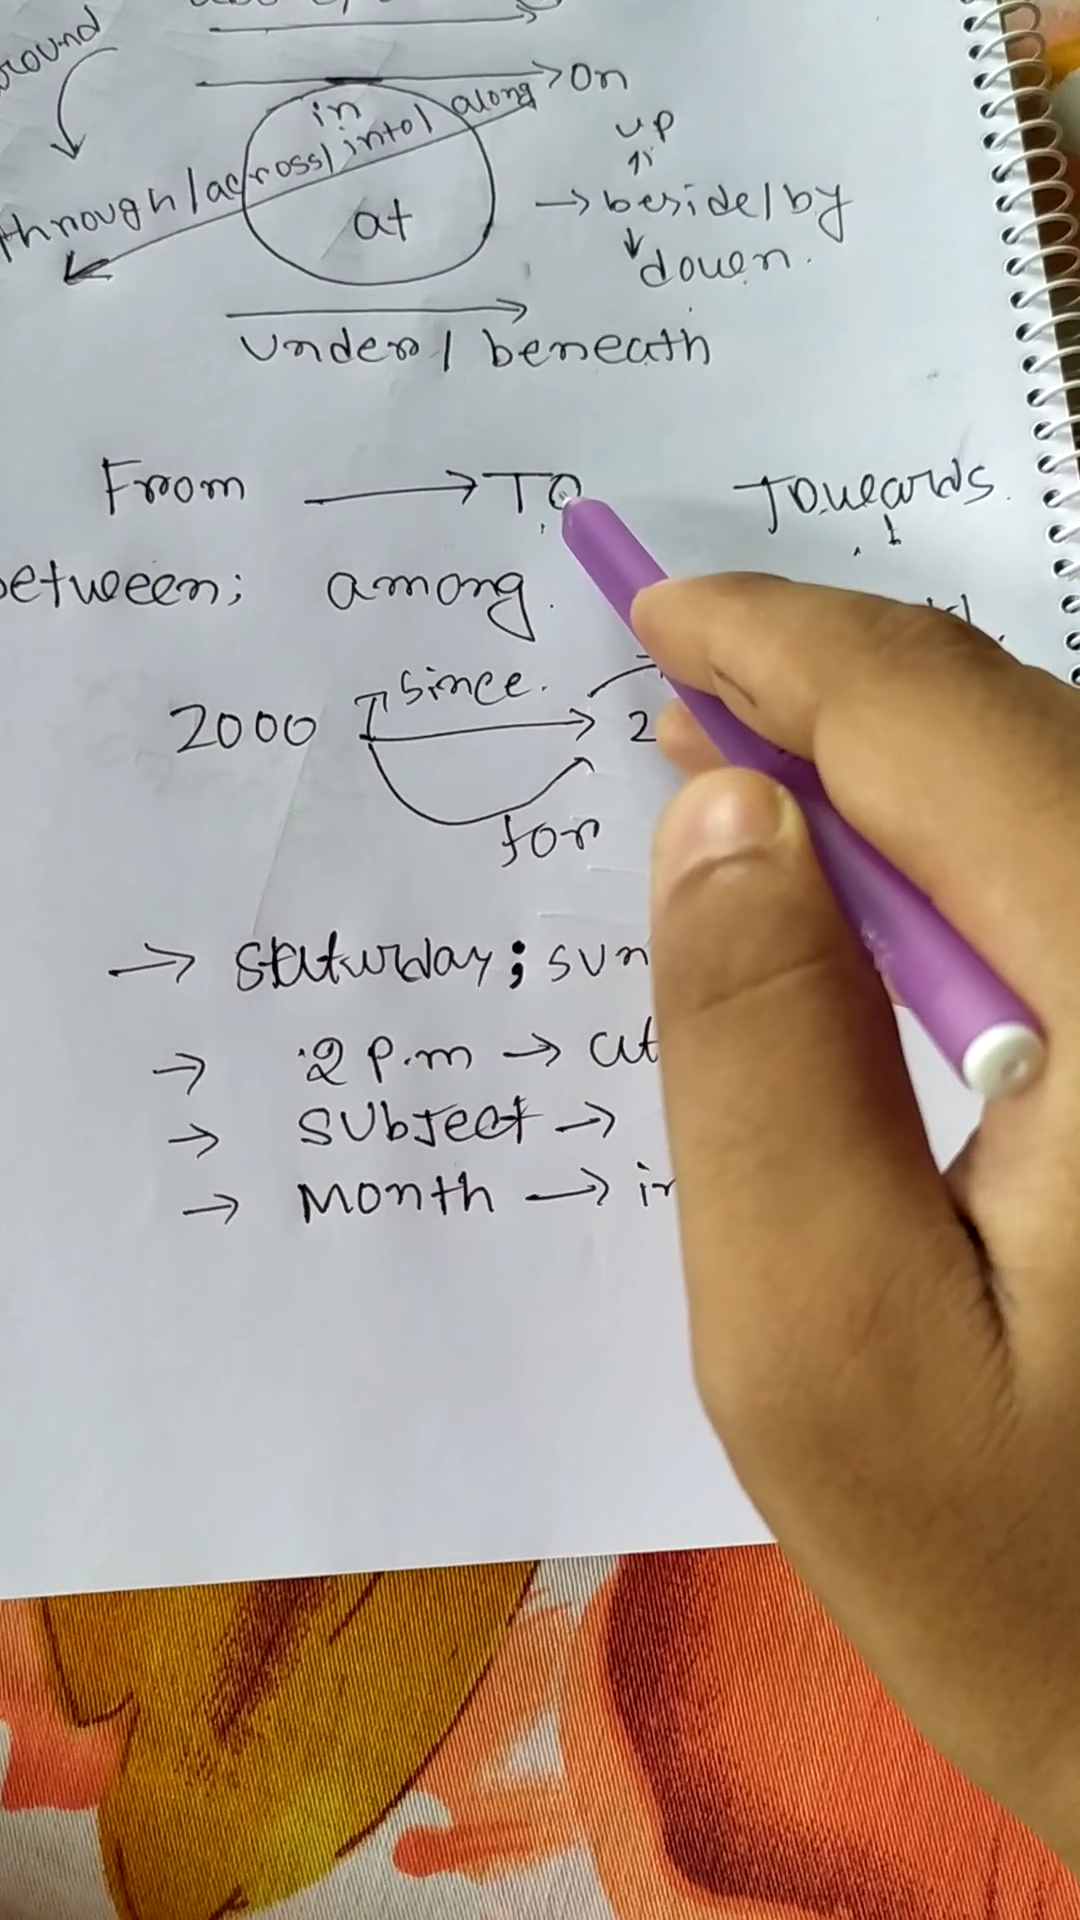 On
in
through/across/into/along
up
at
beside/by
down.
under/beneath
From → TO Towards.
between; among.
since.
2000 → 2
for
→ Saturday; sun
→ 2 p.m → at
→ SUbJect →
→ Month → in